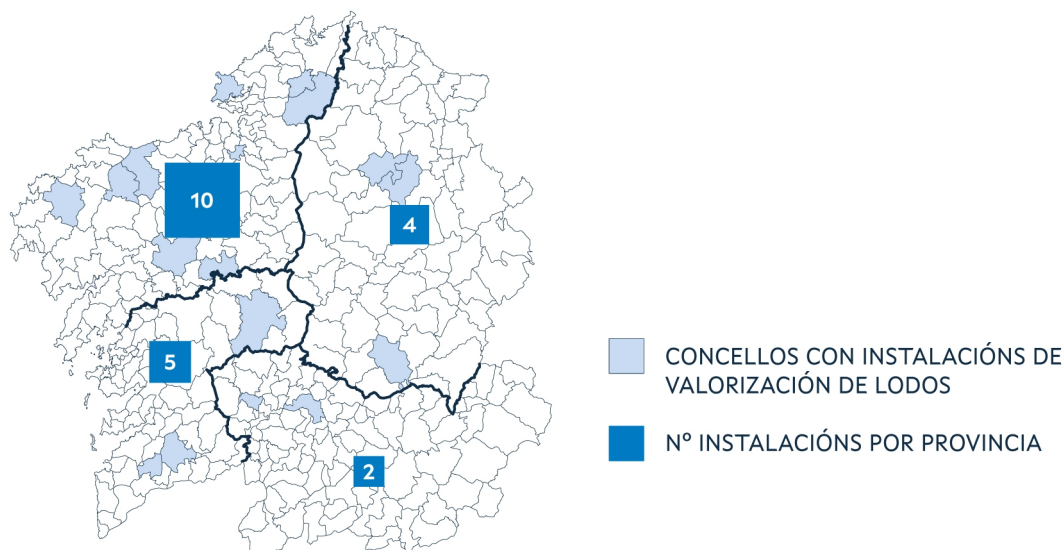 10
4
5
2
CONCELLOS CON INSTALACIÓNS DE
VALORIZACIÓN DE LODOS
Nº INSTALACIÓNS POR PROVINCIA